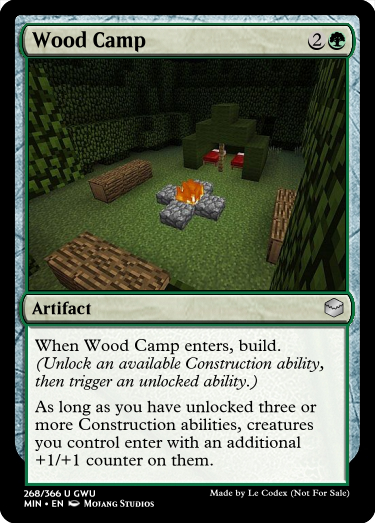 Wood Camp 2
Artifact
When Wood Camp enters, build.
(Unlock an available Construction ability,
then trigger an unlocked ability.)
As long as you have unlocked three or
more Construction abilities, creatures
you control enter with an additional
+1/+1 counter on them.
268/366 U GWU Made by Le Codex (Not For Sale)
MIN • EN Mojang Studios